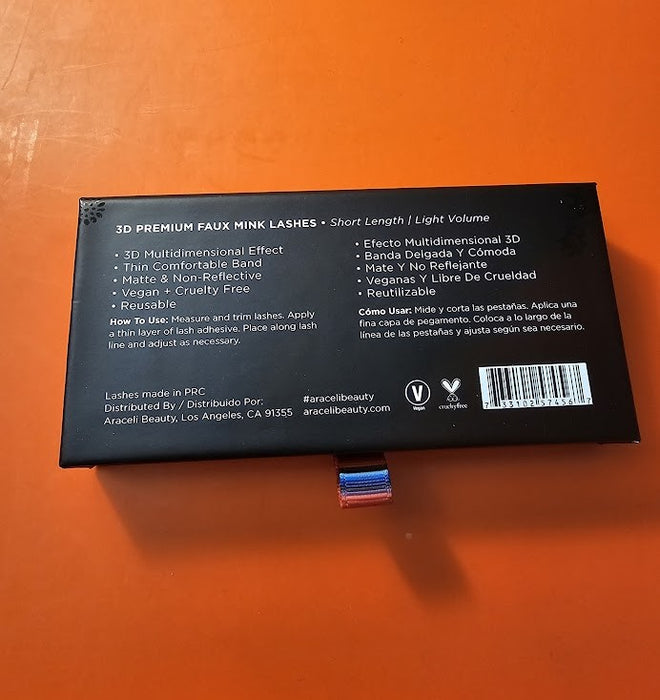 3D PREMIUM FAUX MINK LASHES • Short Length | Light Volume
• 3D Multidimensional Effect
• Thin Comfortable Band
• Matte & Non-Reflective
• Vegan + Cruelty Free
• Reusable
How To Use: Measure and trim lashes. Apply
a thin layer of lash adhesive. Place along lash
line and adjust as necessary.
• Efecto Multidimensional 3D
• Banda Delgada Y Cómoda
• Mate Y No Reflejante
• Veganas Y Libre De Crueldad
• Reutilizable
Cómo Usar: Mide y corta las pestañas. Aplica una
fina capa de pegamento. Coloca a lo largo de la
línea de las pestañas y ajusta según sea necesario.
Lashes made in PRC
Distributed By / Distribuido Por:
Araceli Beauty, Los Angeles, CA 91355
#aracelibeauty
aracelibeauty.com
V
Vegan
crueltyfree
7 33102 57456 7